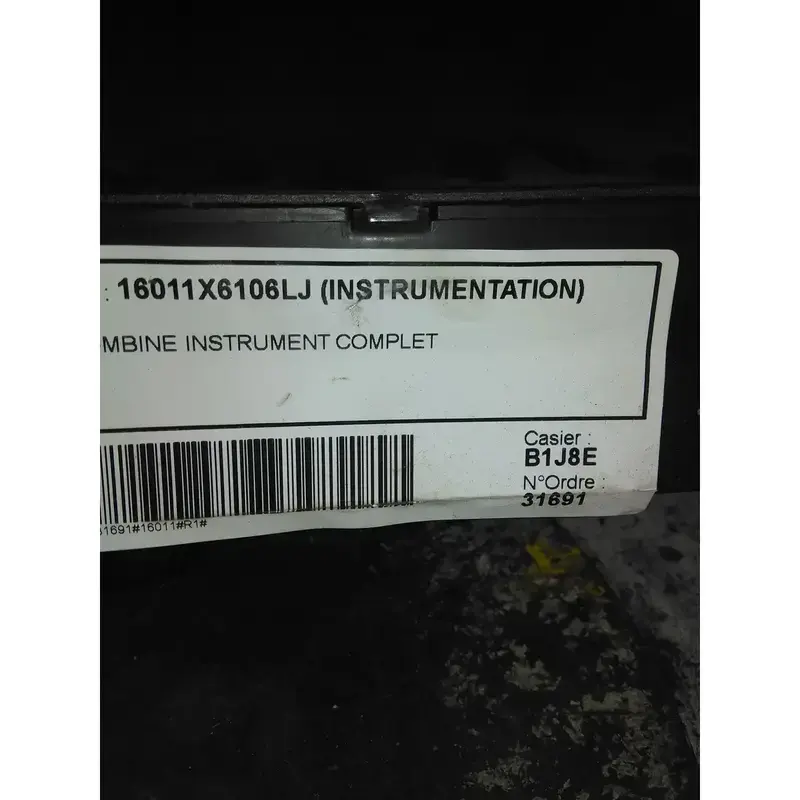 : 16011X6106LJ (INSTRUMENTATION)
MBINE INSTRUMENT COMPLET
Casier :
B1J8E
N°Ordre :
31691
31691#16011#R1#